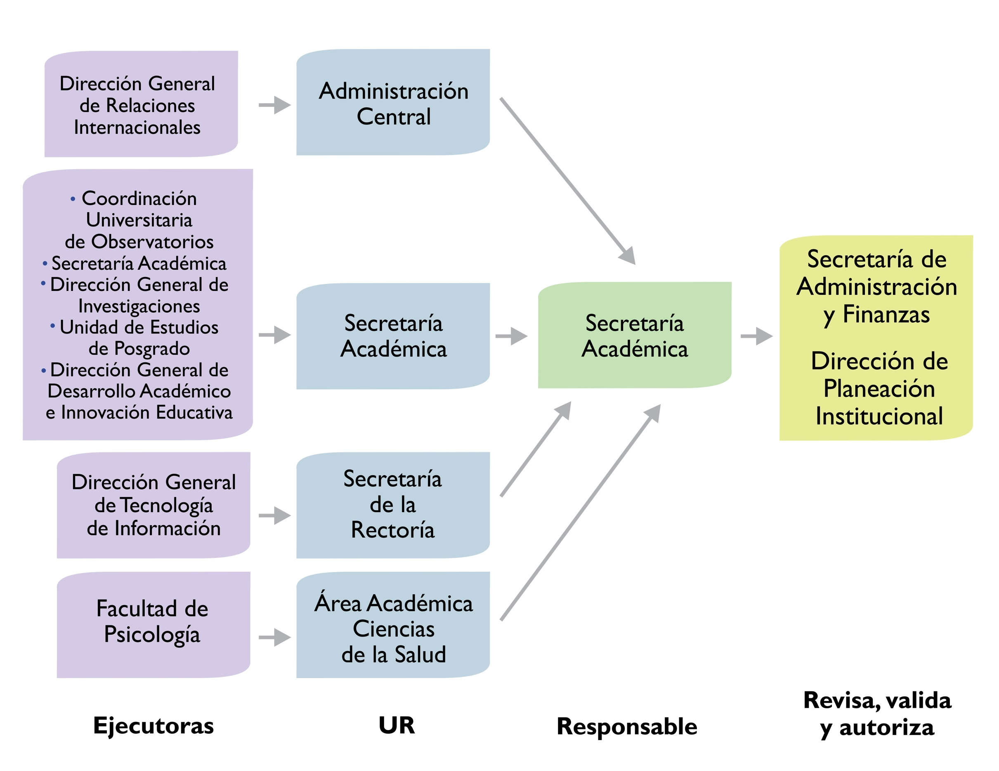 Dirección General
de Relaciones
Internacionales
Administración
Central
• Coordinación
Universitaria
de Observatorios
• Secretaría Académica
• Dirección General de
Investigaciones
• Unidad de Estudios
de Posgrado
• Dirección General de
Desarrollo Académico
e Innovación Educativa
Secretaría
Académica
Secretaría
Académica
Secretaría de
Administración
y Finanzas
Dirección de
Planeación
Institucional
Dirección General
de Tecnología
de Información
Secretaría
de la
Rectoría
Facultad de
Psicología
Área Académica
Ciencias
de la Salud
Ejecutoras
UR
Responsable
Revisa, valida
y autoriza